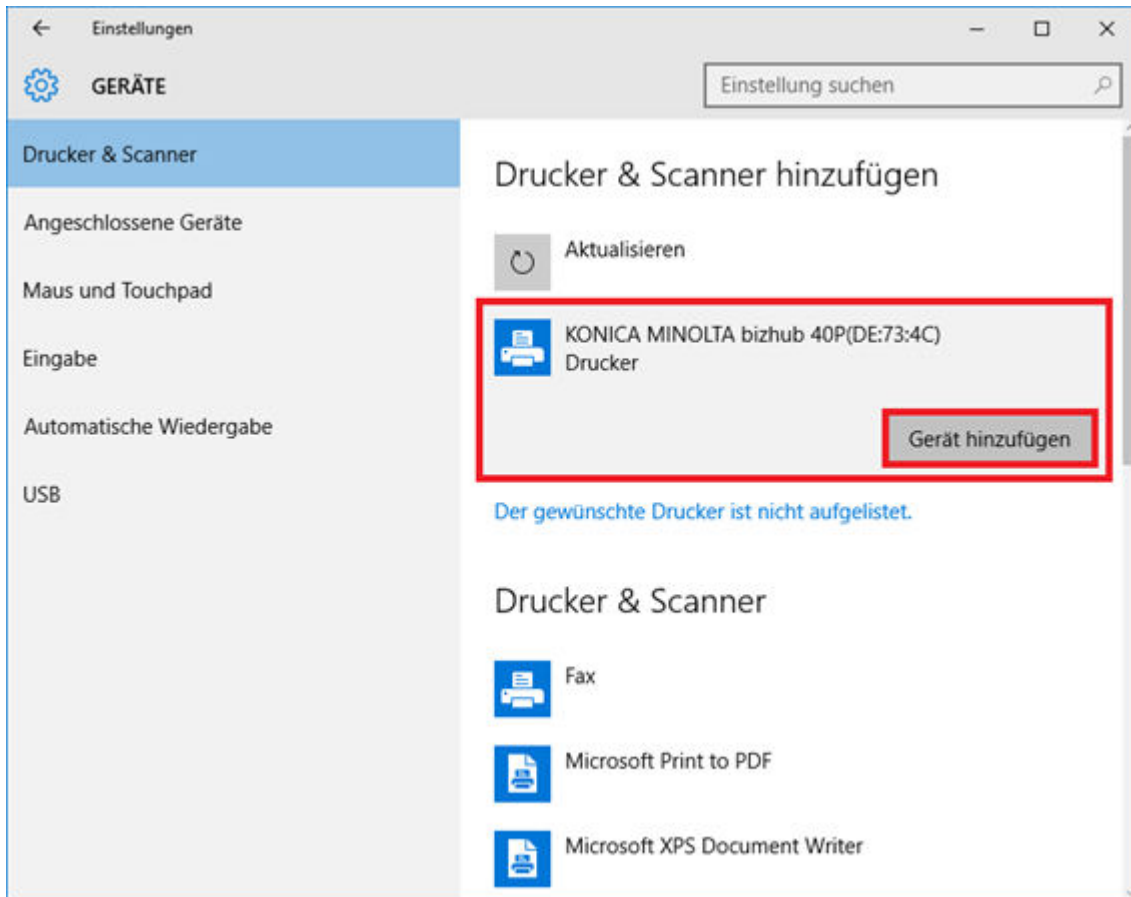 Einstellungen
GERÄTE
Einstellung suchen
Drucker & Scanner
Angeschlossene Geräte
Maus und Touchpad
Eingabe
Automatische Wiedergabe
USB
Drucker & Scanner hinzufügen
Aktualisieren
KONICA MINOLTA bizhub 40P(DE:73:4C)
Drucker
Gerät hinzufügen
Der gewünschte Drucker ist nicht aufgelistet.
Drucker & Scanner
Fax
Microsoft Print to PDF
Microsoft XPS Document Writer